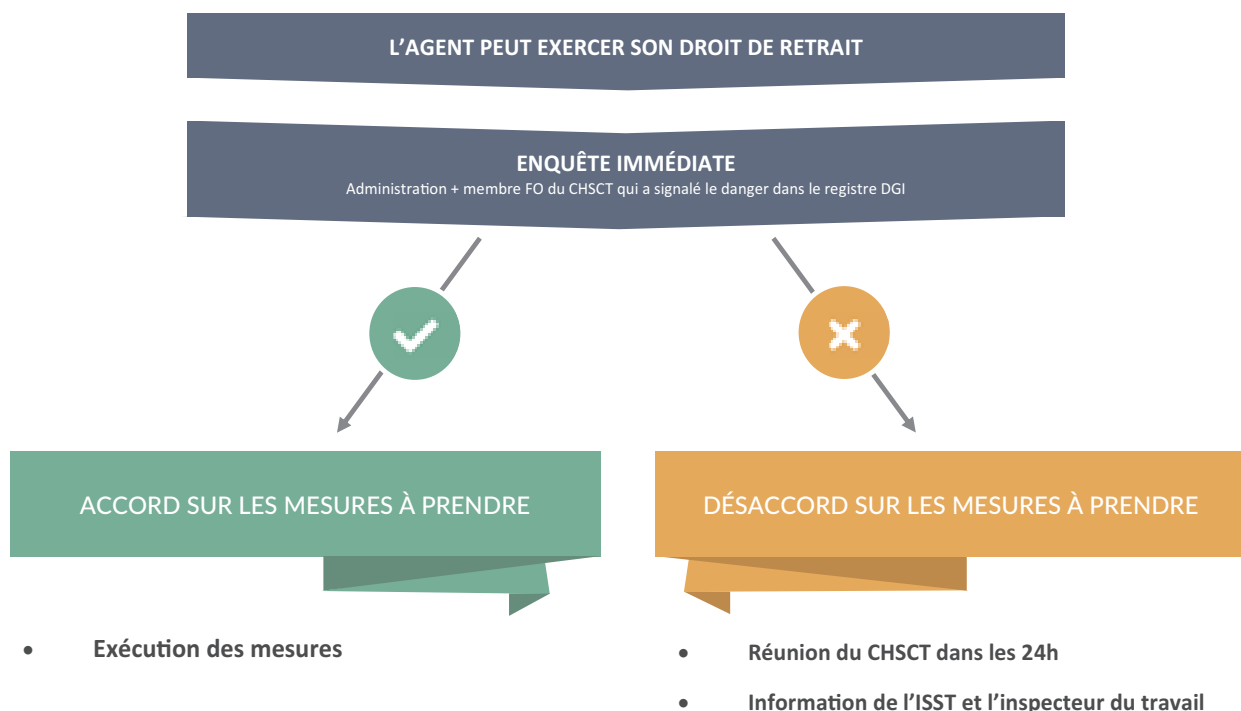 L'AGENT PEUT EXERCER SON DROIT DE RETRAIT
ENQUÊTE IMMÉDIATE
Administration + membre FO du CHSCT qui a signalé le danger dans le registre DGI
ACCORD SUR LES MESURES À PRENDRE
• Exécution des mesures
DÉSACCORD SUR LES MESURES À PRENDRE
• Réunion du CHSCT dans les 24h
• Information de l'ISST et l'inspecteur du travail